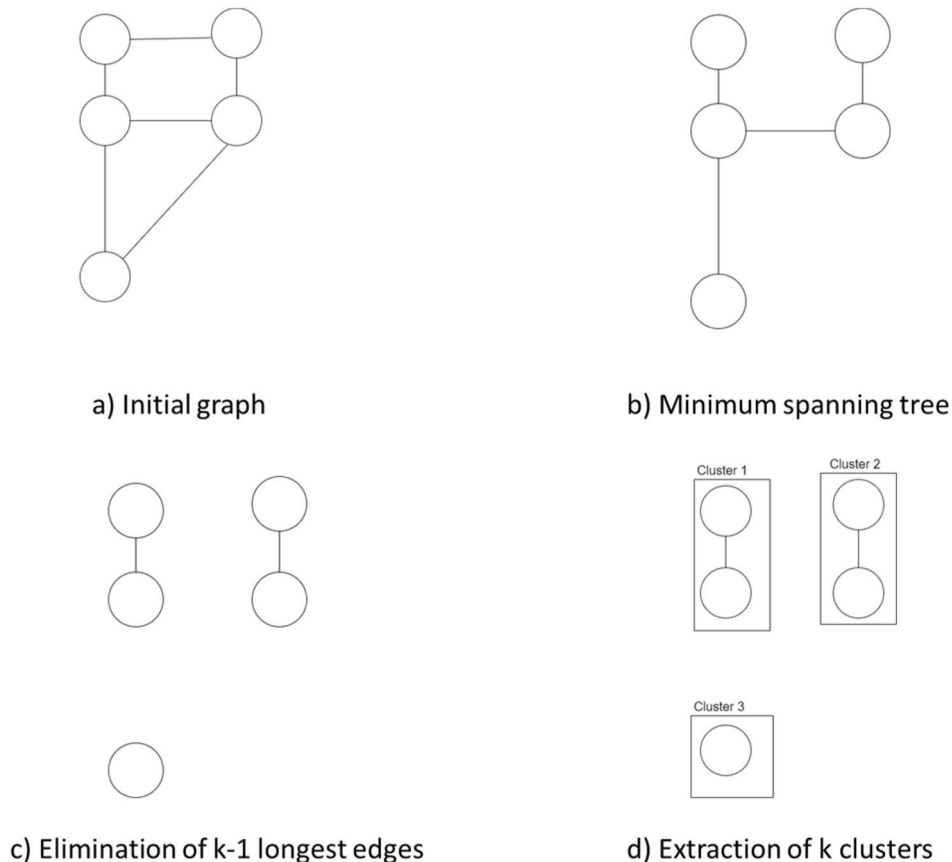 a) Initial graph
b) Minimum spanning tree
Cluster 1
Cluster 2
Cluster 3
c) Elimination of k-1 longest edges
d) Extraction of k clusters